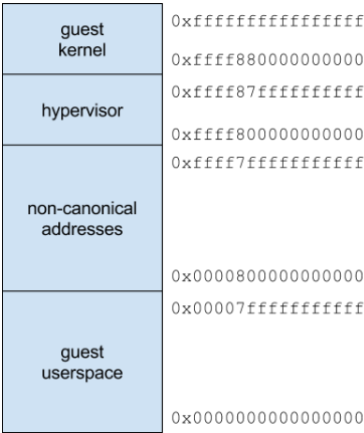 0xffffffffffffffff
guest
kernel
0xffff880000000000
0xffff87ffffffffff
hypervisor
0xffff800000000000
0xffff7fffffffffff
non-canonical
addresses
0x0000800000000000
0x00007fffffffffff
guest
userspace
0x0000000000000000